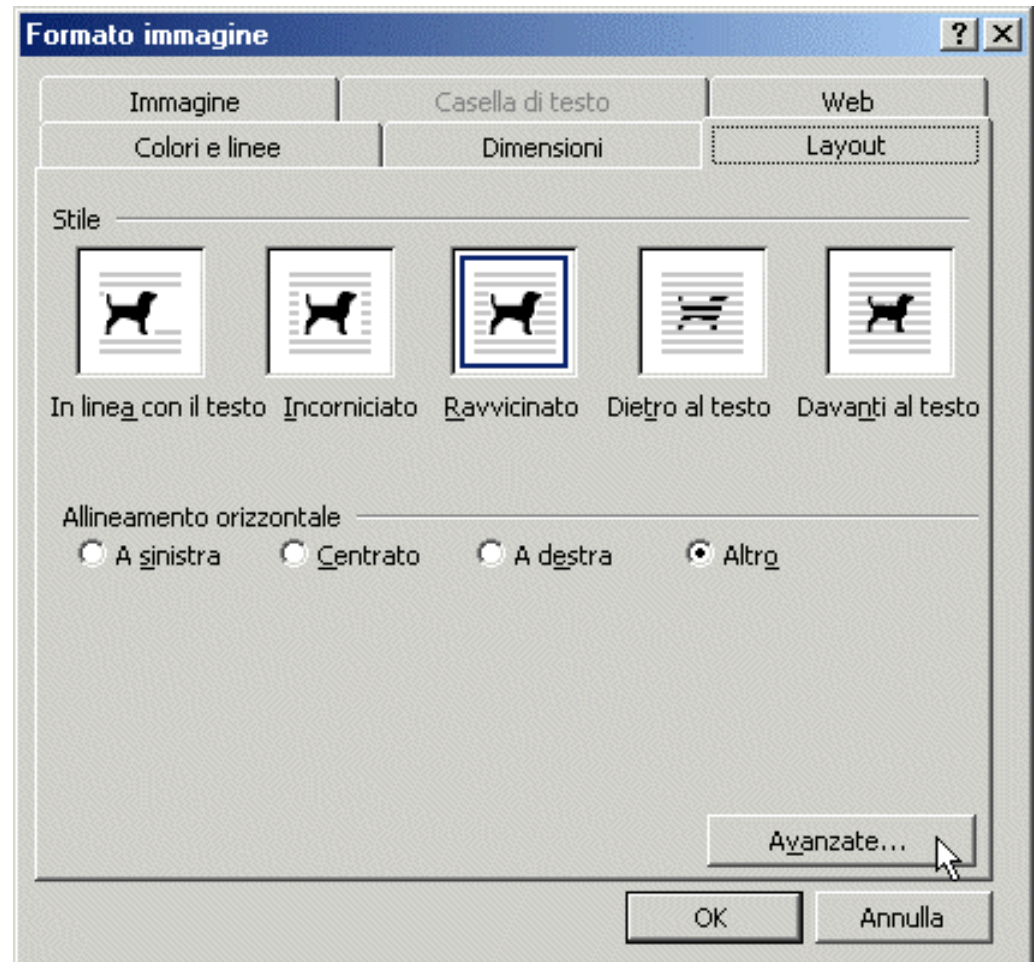 Formato immagine
Immagine Casella di testo Web
Colori e linee Dimensioni Layout
Stile
In linea con il testo Incorniciato Ravvicinato Dietro al testo Davanti al testo
Allineamento orizzontale
A sinistra Centrato A destra Altro
Avanzate...
OK Annulla